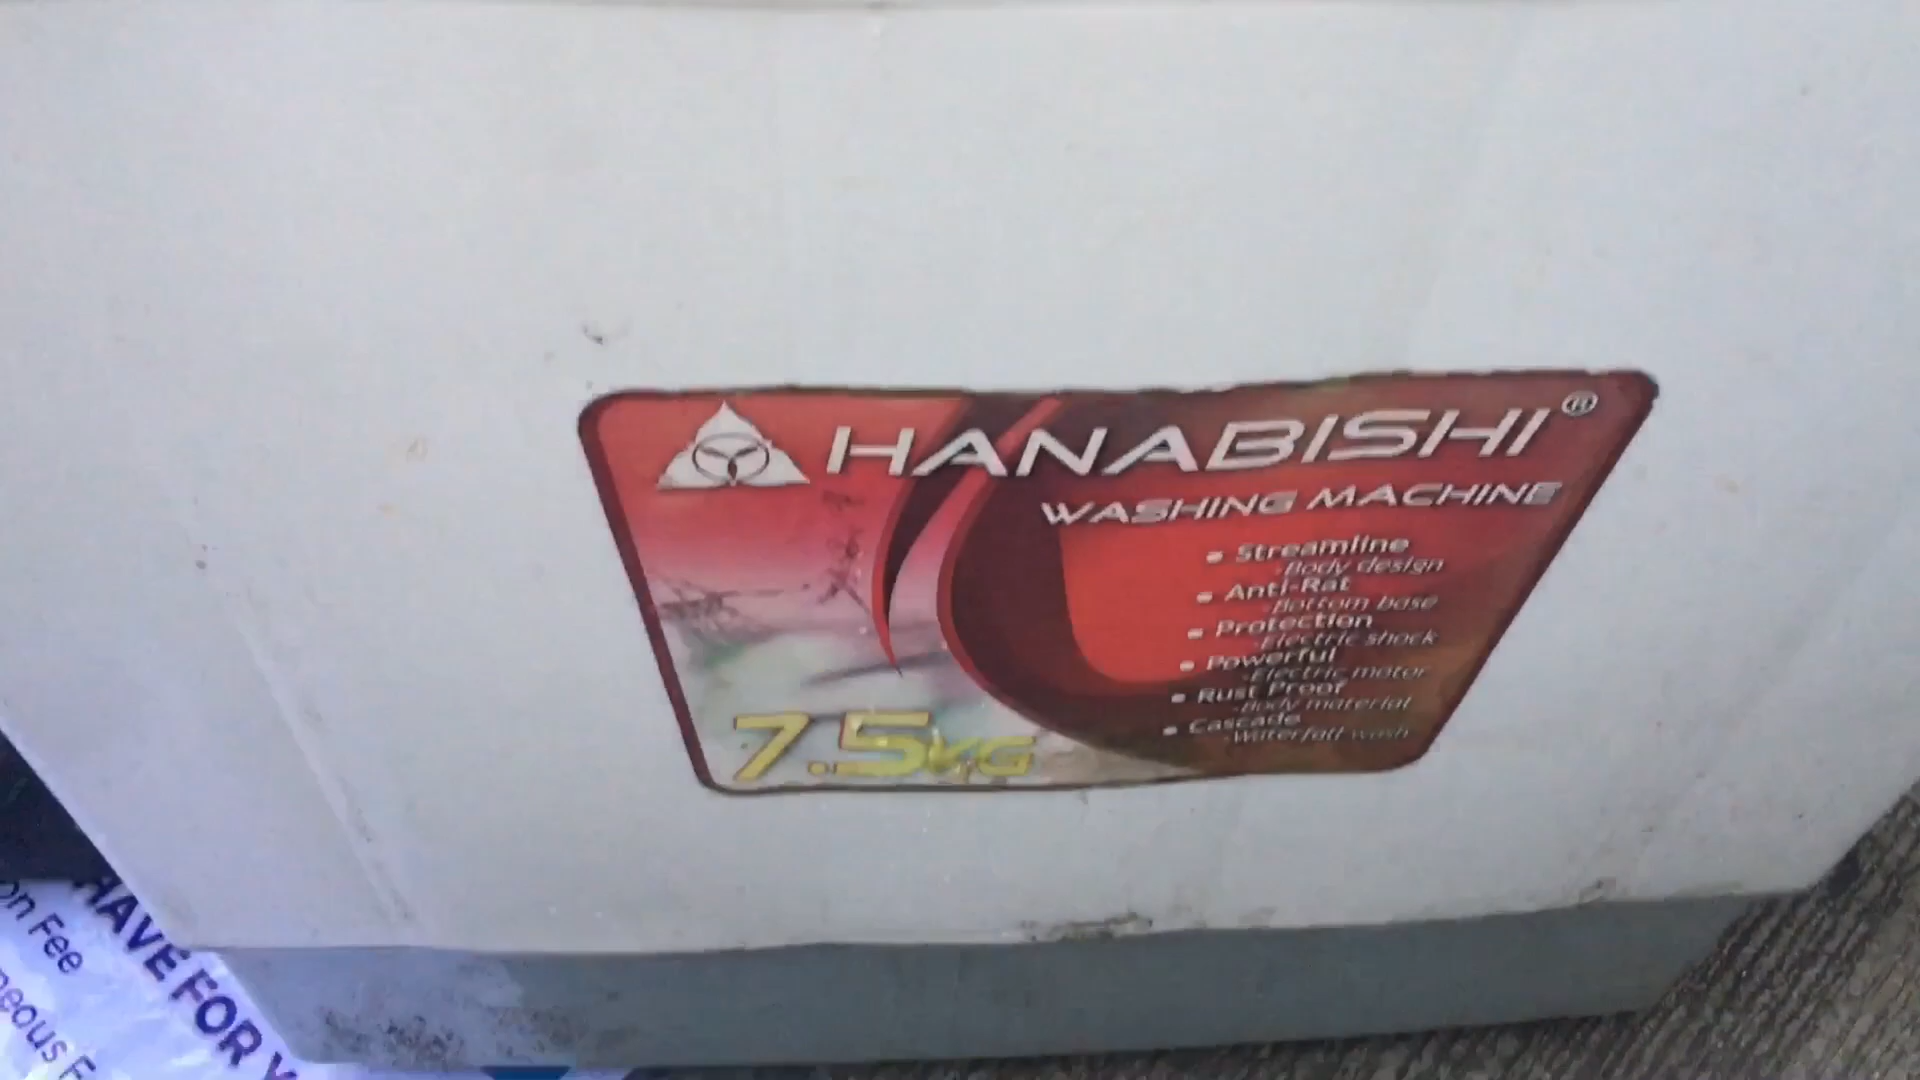 HANABISHI®
WASHING MACHINE
• Streamline
-Body design
• Anti-Rat
-Bottom base
• Protection
-Electric shock
• Powerful
-Electric motor
• Rust Proof
-Body material
• Cascade
-Waterfall wash
7.5KG
HAVE FOR
on Fee
neous F